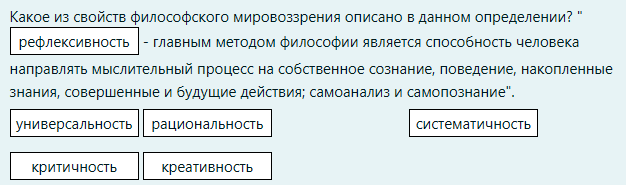 Какое из свойств философского мировоззрения описано в данном определении? "
рефлексивность - главным методом философии является способность человека
направлять мыслительный процесс на собственное сознание, поведение, накопленные
знания, совершенные и будущие действия; самоанализ и самопознание".
универсальность рациональность систематичность
критичность креативность